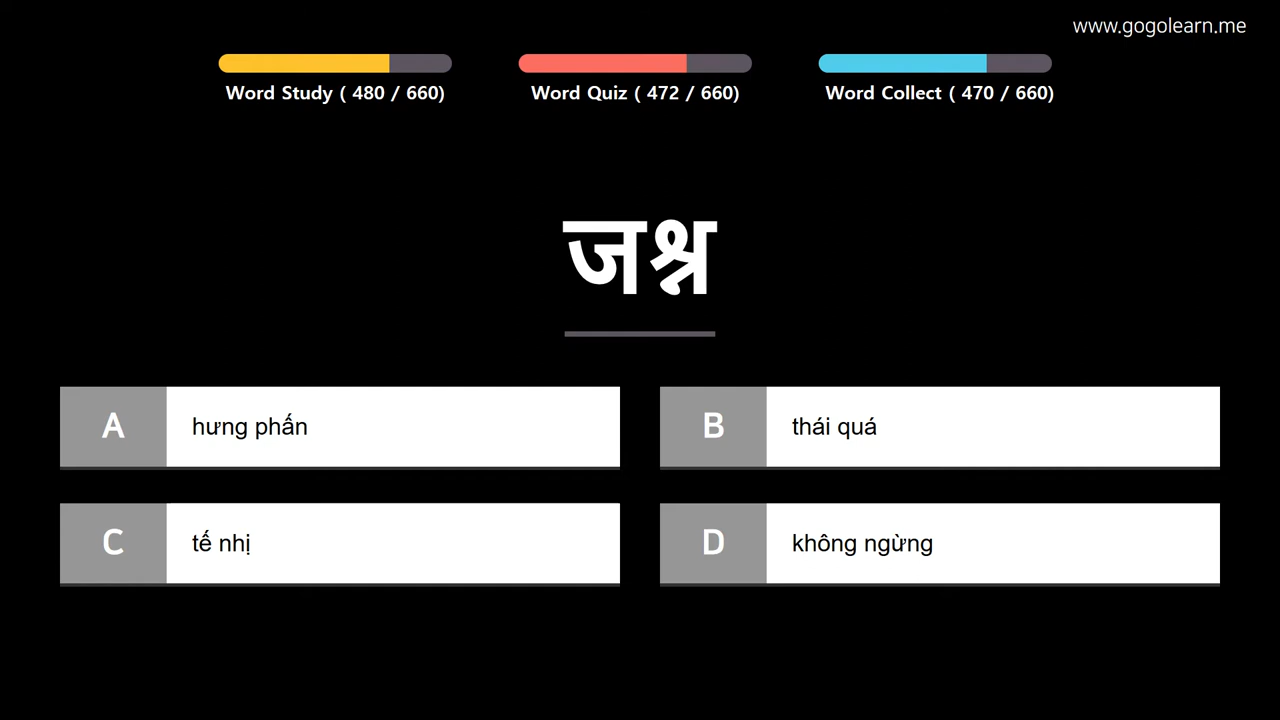 www.gogolearn.me
Word Study ( 480 / 660)
Word Quiz ( 472 / 660)
Word Collect ( 470 / 660)
जश्न
A hưng phấn
B thái quá
C tế nhị
D không ngừng